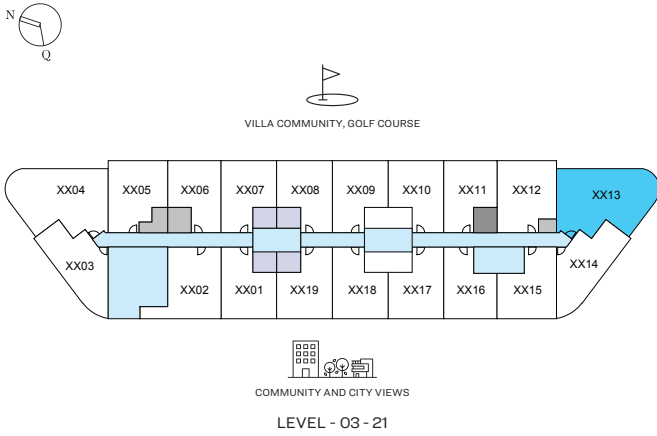 N
Q
VILLA COMMUNITY, GOLF COURSE
XX04 XX05 XX06 XX07 XX08 XX09 XX10 XX11 XX12 XX13
XX03 XX14
XX02 XX01 XX19 XX18 XX17 XX16 XX15
COMMUNITY AND CITY VIEWS
LEVEL - 03 - 21